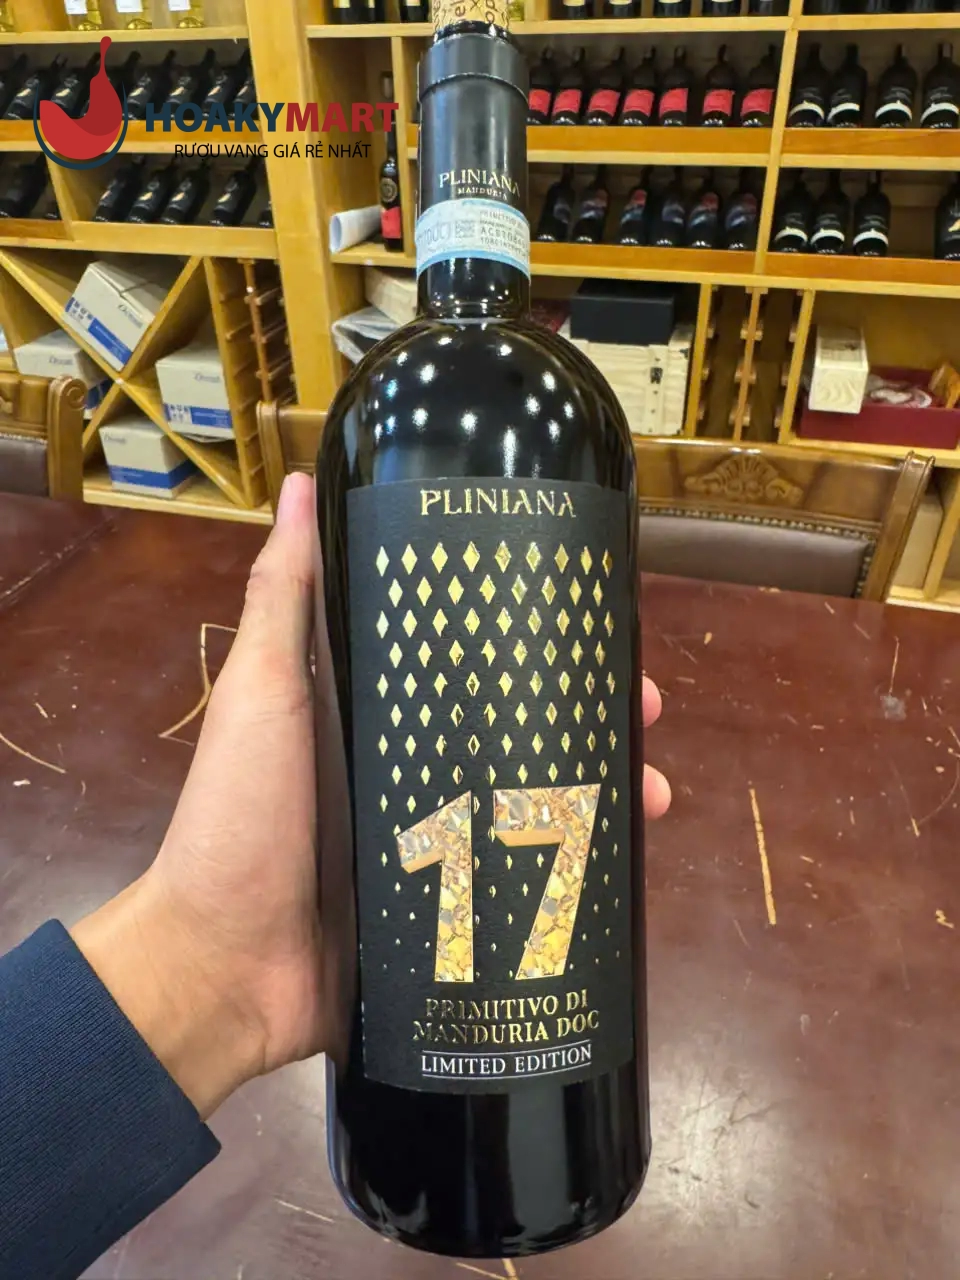 HOAKYMART
RƯỢU VANG GIÁ RẺ NHẤT
PLINIANA
MANDURIA
PLINIANA
17
PRIMITIVO DI
MANDURIA DOC
LIMITED EDITION